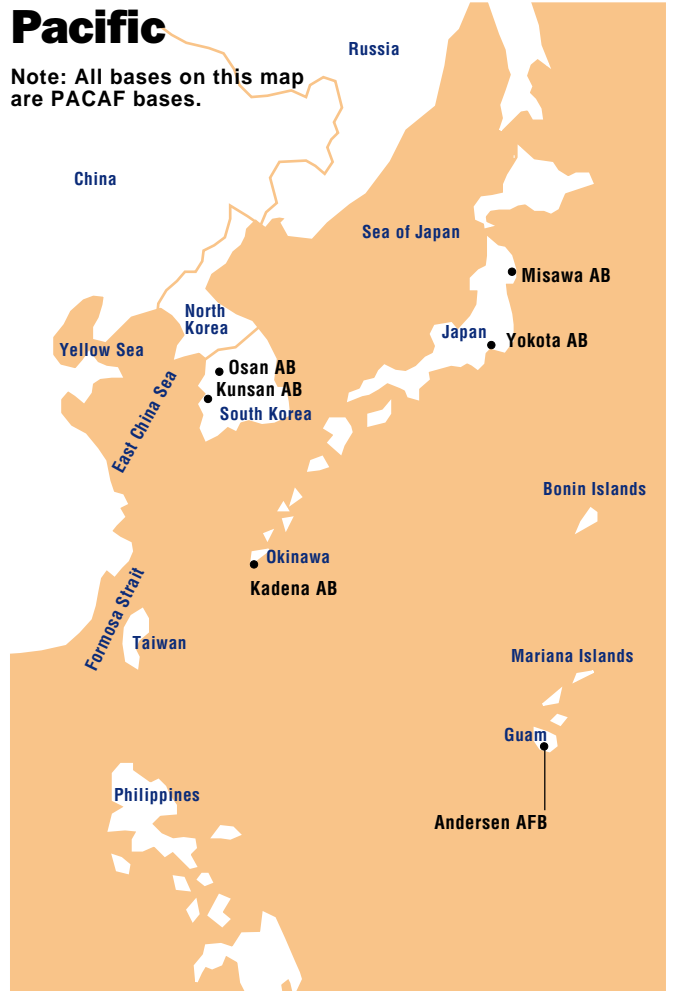 Pacific
Note: All bases on this map
are PACAF bases.
Russia
China
Sea of Japan
Misawa AB
North
Korea
Japan
Yokota AB
Yellow Sea
Osan AB
Kunsan AB
South Korea
East China Sea
Bonin Islands
Okinawa
Kadena AB
Formosa Strait
Taiwan
Mariana Islands
Guam
Philippines
Andersen AFB